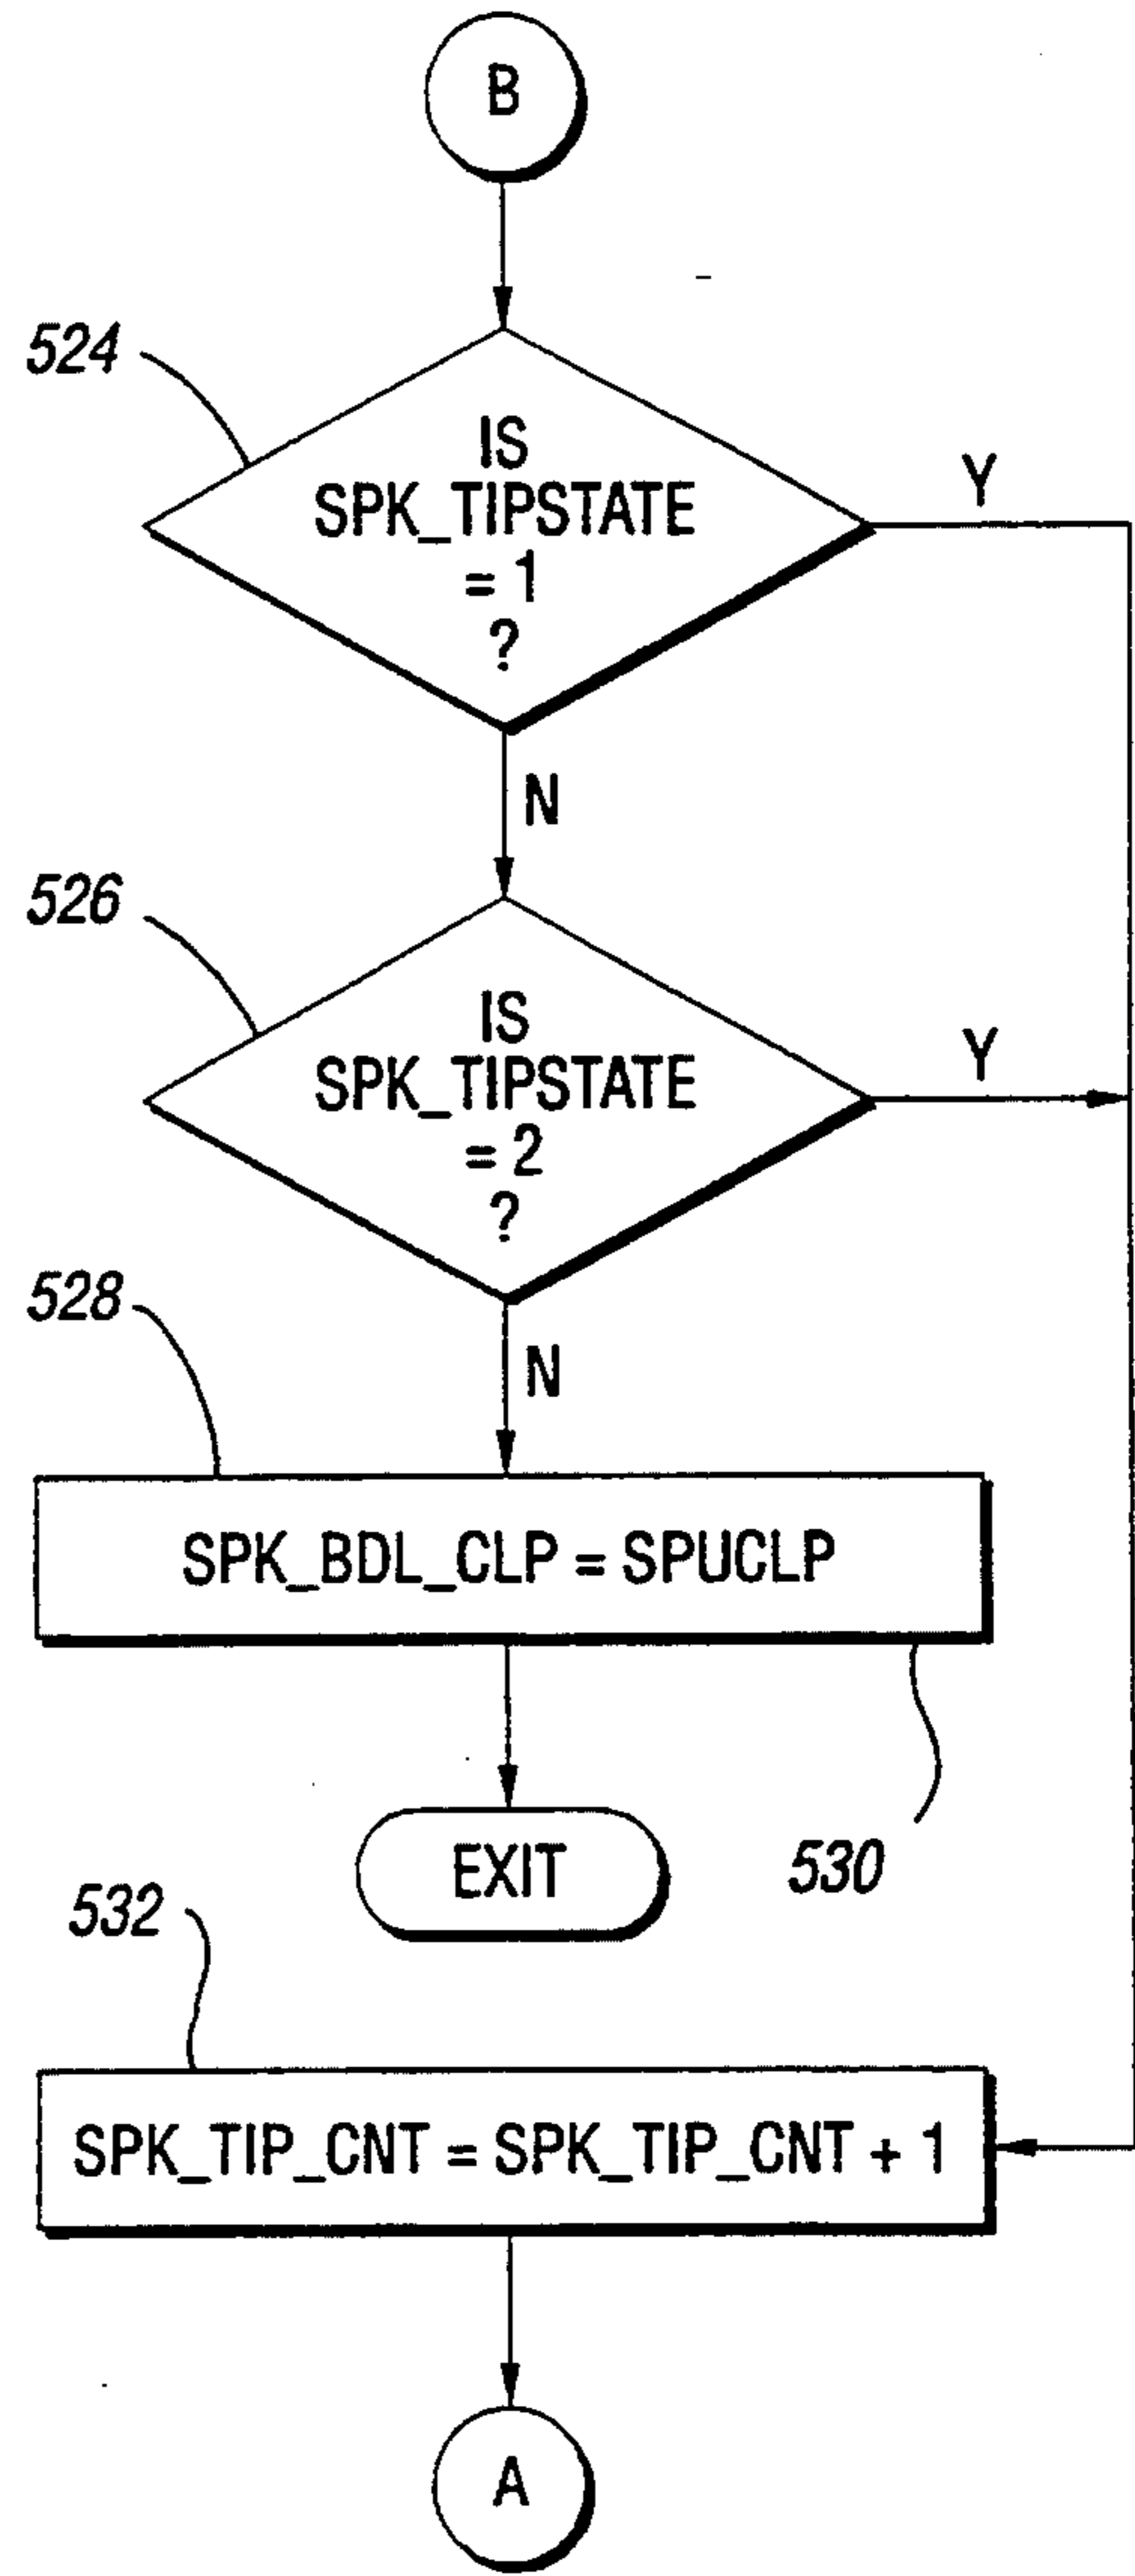 B
524
IS
SPK_TIPSTATE
= 1
?
Y
N
526
IS
SPK_TIPSTATE
= 2
?
Y
N
528
SPK_BDL_CLP = SPUCLP
530
EXIT
532
SPK_TIP_CNT = SPK_TIP_CNT + 1
A